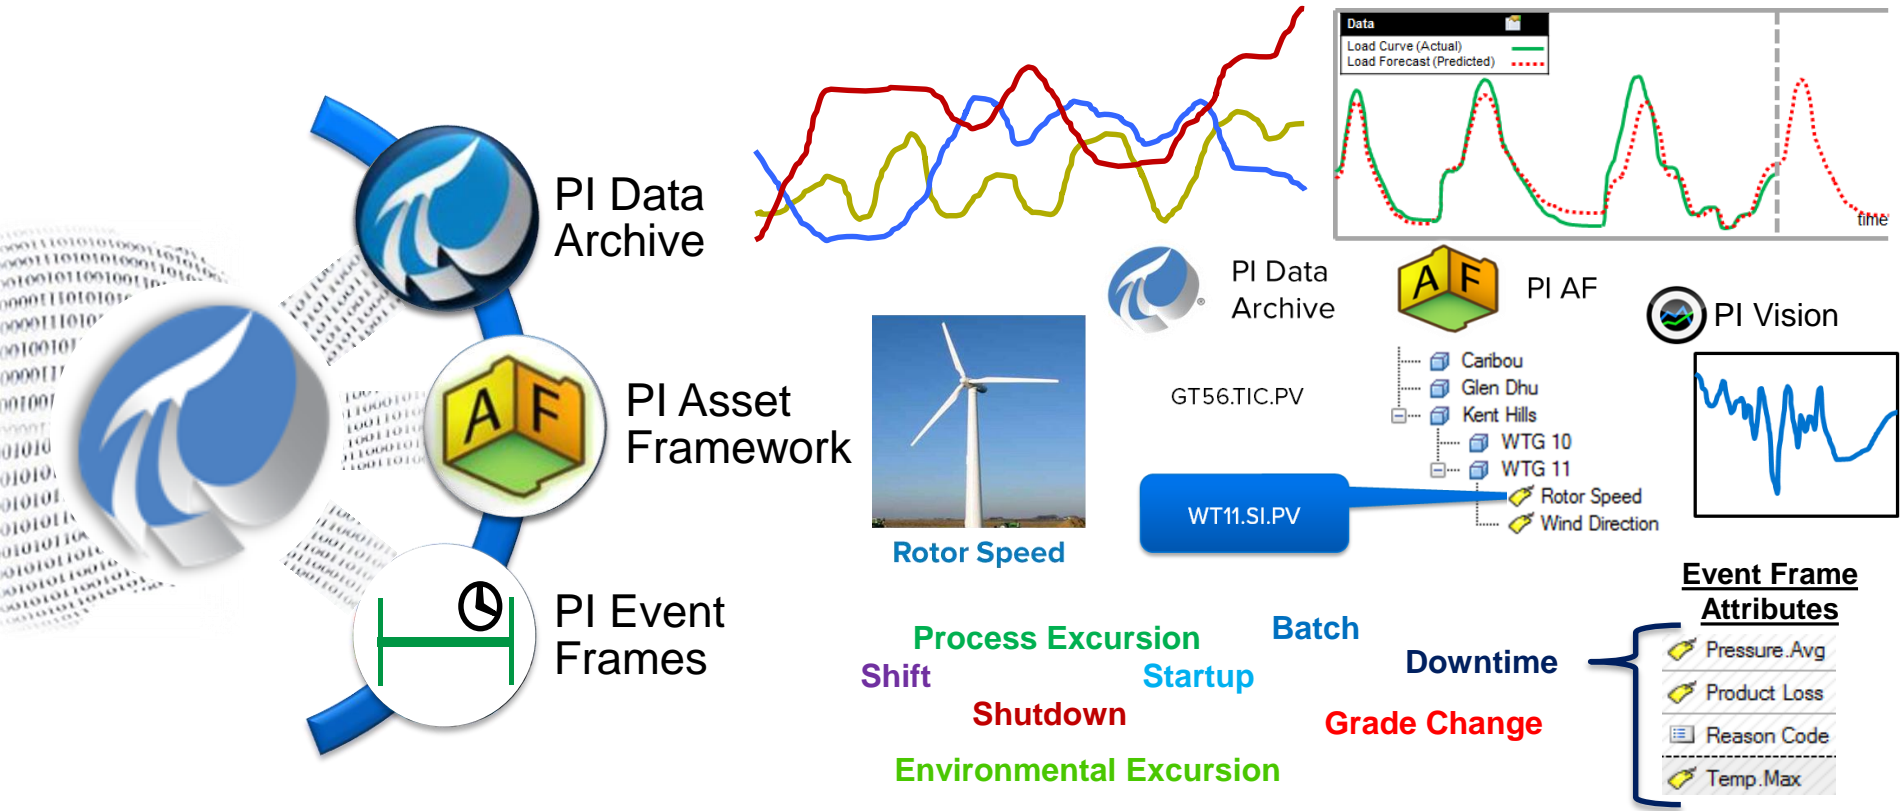 PI Data
Archive
PI Asset
Framework
PI Event
Frames
Data
Load Curve (Actual)
Load Forecast (Predicted)
time
PI Data
Archive
PI AF
PI Vision
A F
A F
Rotor Speed
GT56.TIC.PV
WT11.SI.PV
Caribou
Glen Dhu
Kent Hills
WTG 10
WTG 11
Rotor Speed
Wind Direction
Process Excursion
Batch
Shift
Startup
Downtime
Shutdown
Grade Change
Environmental Excursion
Event Frame
Attributes
Pressure.Avg
Product Loss
Reason Code
Temp.Max